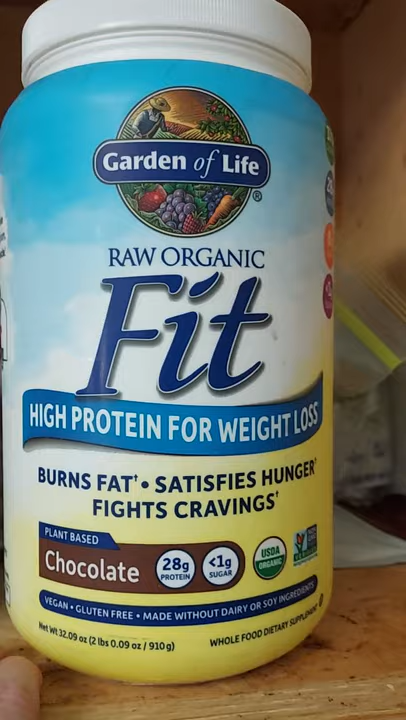 Garden of Life®
RAW ORGANIC
Fit
HIGH PROTEIN FOR WEIGHT LOSS
BURNS FAT† • SATISFIES HUNGER†
FIGHTS CRAVINGS†
PLANT BASED
Chocolate
28g
PROTEIN
<1g
SUGAR
USDA
ORGANIC
NON
GMO
VEGAN • GLUTEN FREE • MADE WITHOUT DAIRY OR SOY INGREDIENTS
Net Wt 32.09 oz (2 lbs 0.09 oz / 910g)
WHOLE FOOD DIETARY SUPPLEMENT